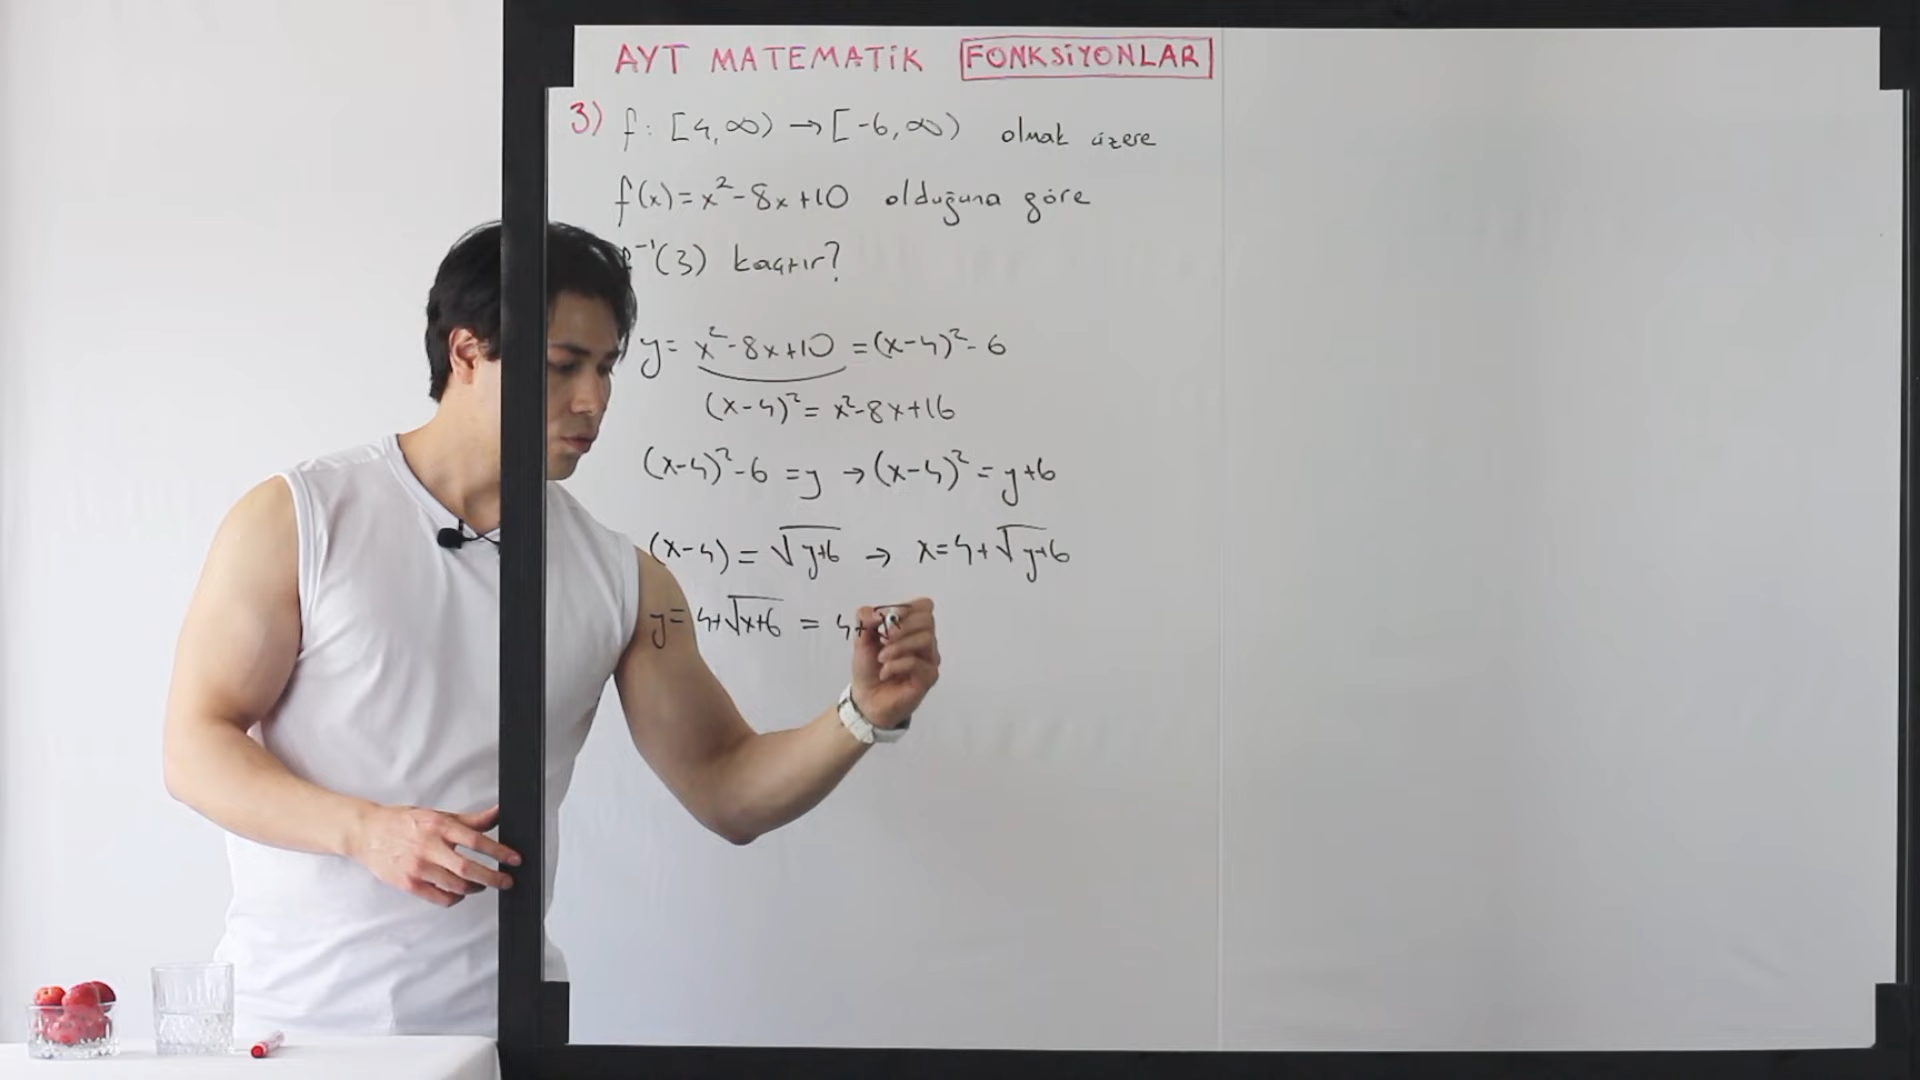 AYT MATEMATİK FONKSİYONLAR
3) f: [4,∞) → [-6,∞) olmak üzere
f(x) = x² - 8x + 10 olduğuna göre
f⁻¹(3) kaçtır?
y = x² - 8x + 10 = (x-4)² - 6
(x-4)² = x² - 8x + 16
(x-4)² - 6 = y → (x-4)² = y+6
(x-4) = √(y+6) → x = 4 + √(y+6)
y = 4 + √(x+6) = 4 + √